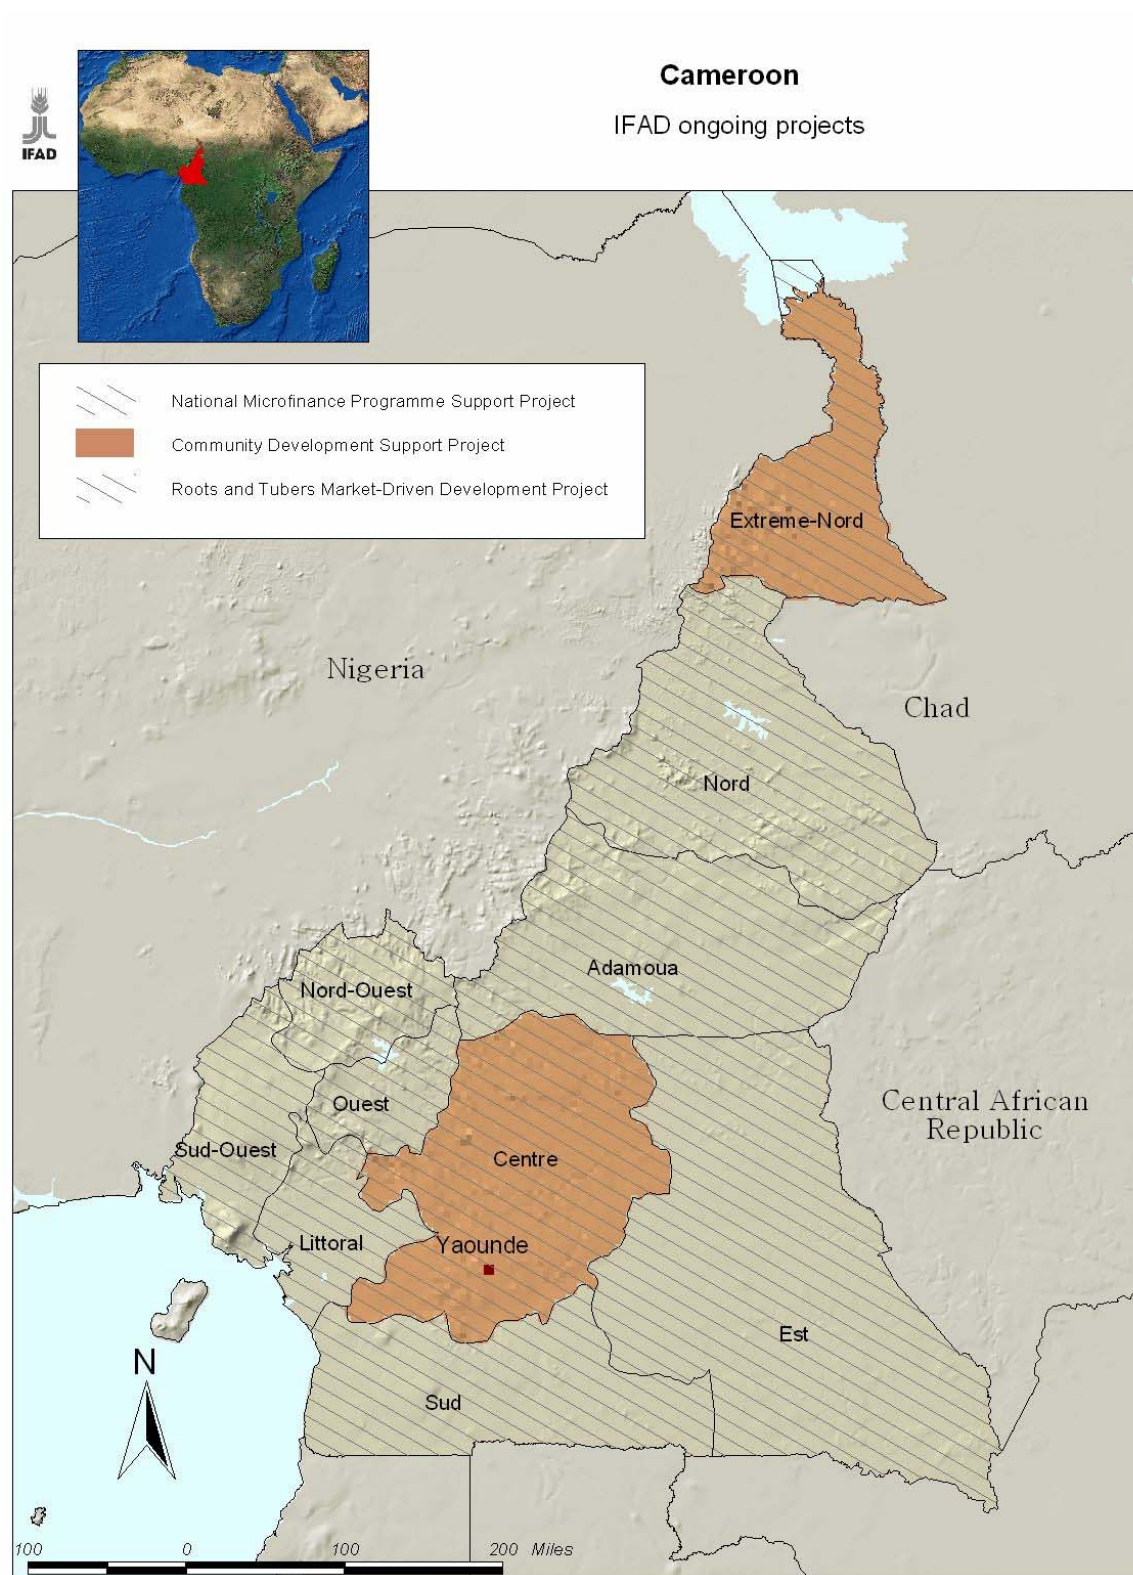 Cameroon
IFAD ongoing projects
IFAD
National Microfinance Programme Support Project
Community Development Support Project
Roots and Tubers Market-Driven Development Project
Extreme-Nord
Nigeria
Chad
Nord
Adamoua
Nord-Ouest
Ouest
Central African
Republic
Sud-Ouest
Centre
Littoral
Yaounde
Est
N
Sud
100 0 100 200 Miles